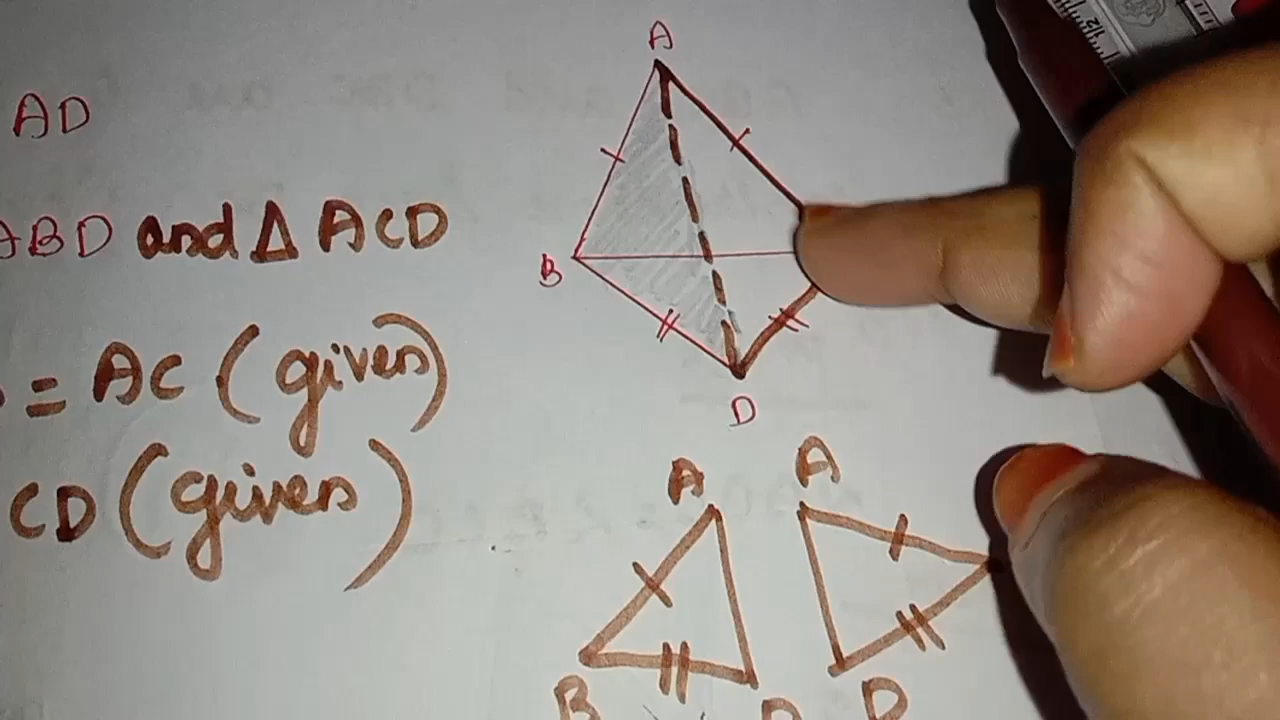 A
AD
ABD and Δ ACD
B
= AC (given)
CD (given)
D
A A
B D D